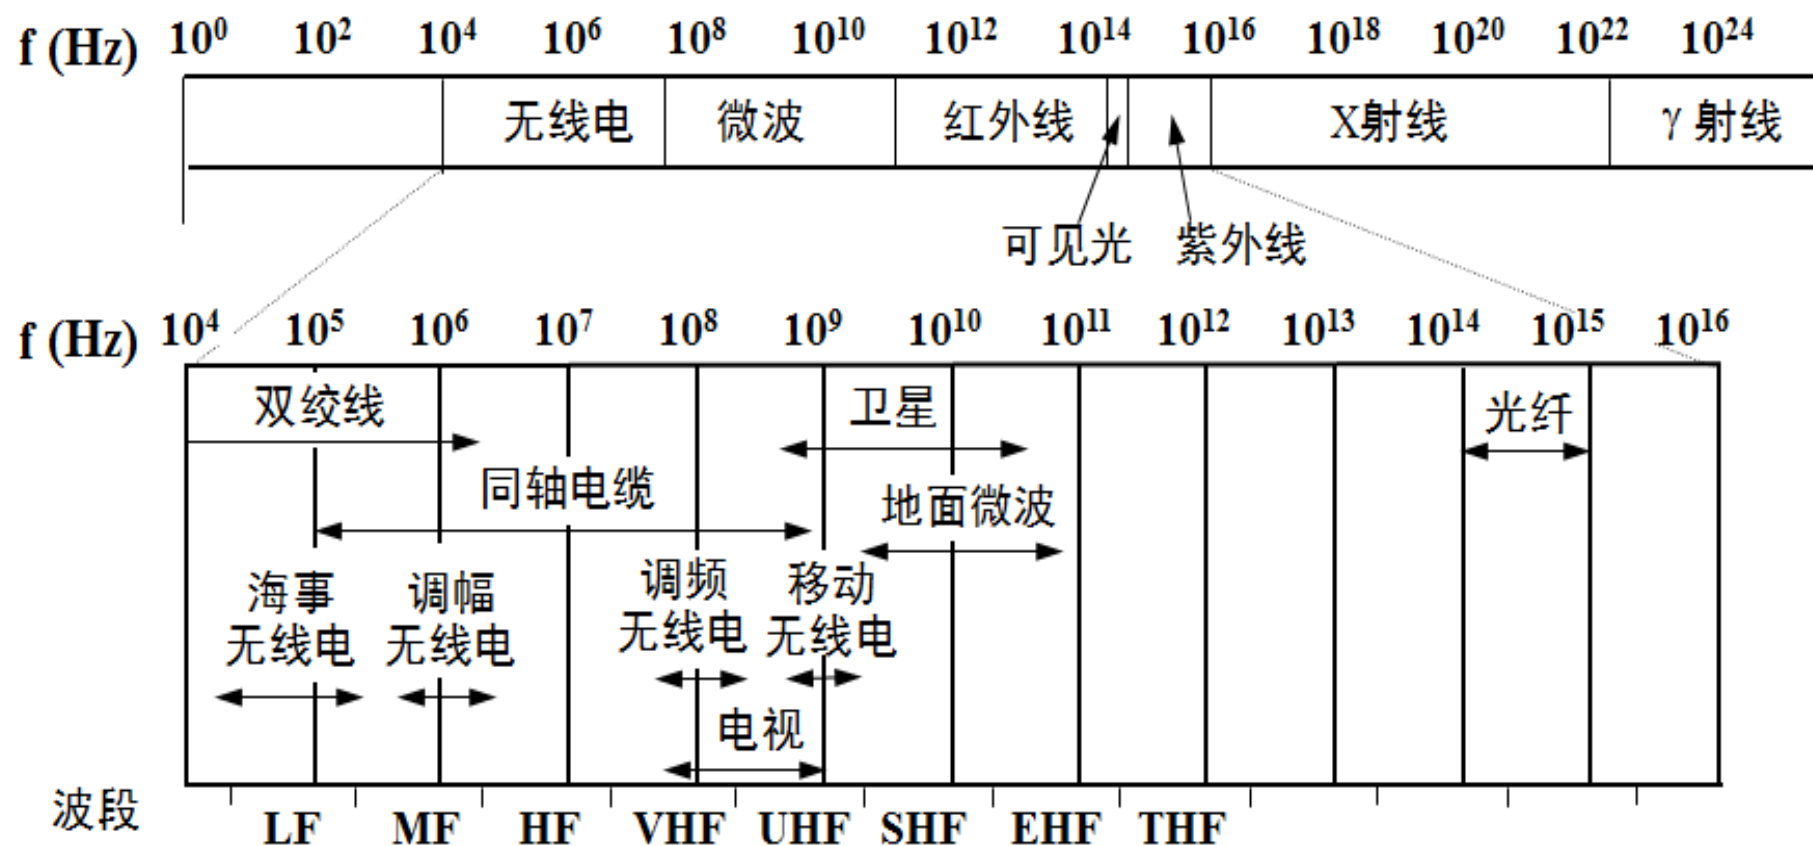 f (Hz) 10⁰ 10² 10⁴ 10⁶ 10⁸ 10¹⁰ 10¹² 10¹⁴ 10¹⁶ 10¹⁸ 10²⁰ 10²² 10²⁴
无线电 微波 红外线 X射线 γ 射线
可见光 紫外线
f (Hz) 10⁴ 10⁵ 10⁶ 10⁷ 10⁸ 10⁹ 10¹⁰ 10¹¹ 10¹² 10¹³ 10¹⁴ 10¹⁵ 10¹⁶
双绞线 卫星 光纤
同轴电缆 地面微波
海事 调幅 调频 移动
无线电 无线电 无线电 无线电
电视
波段 LF MF HF VHF UHF SHF EHF THF